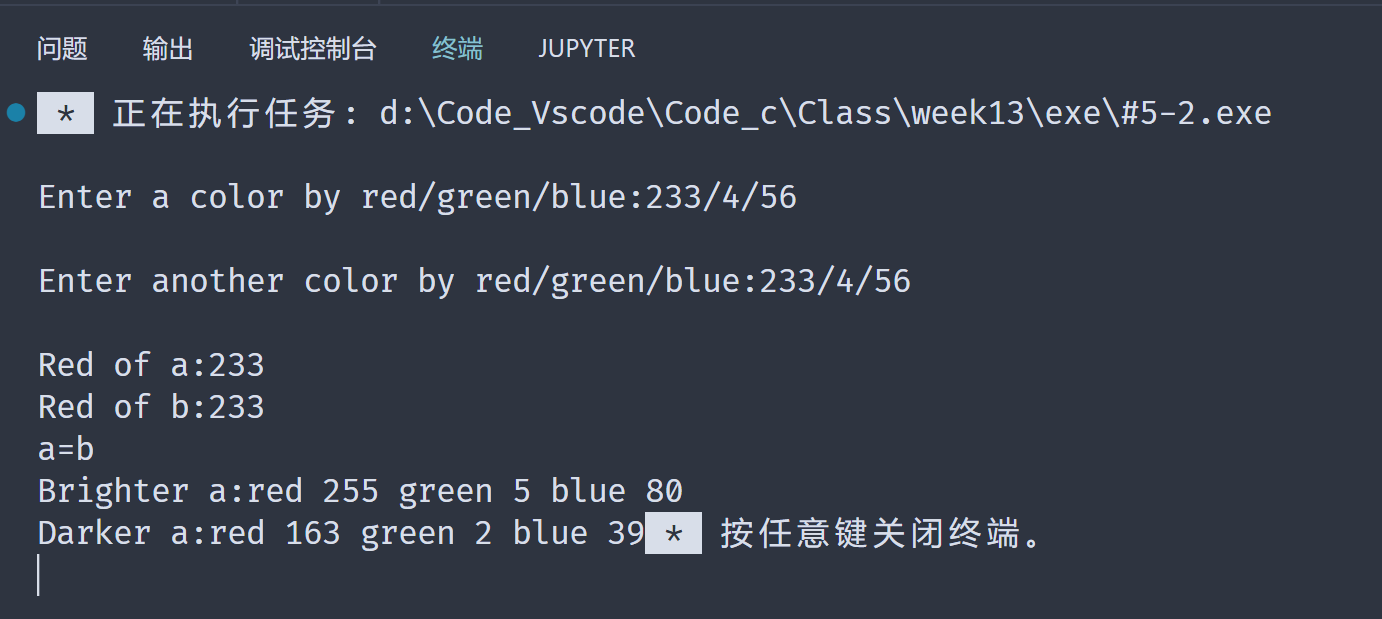 问题 输出 调试控制台 终端 JUPYTER
* 正在执行任务: d:\Code_Vscode\Code_c\Class\week13\exe\#5-2.exe
Enter a color by red/green/blue:233/4/56
Enter another color by red/green/blue:233/4/56
Red of a:233
Red of b:233
a=b
Brighter a:red 255 green 5 blue 80
Darker a:red 163 green 2 blue 39 * 按任意键关闭终端。